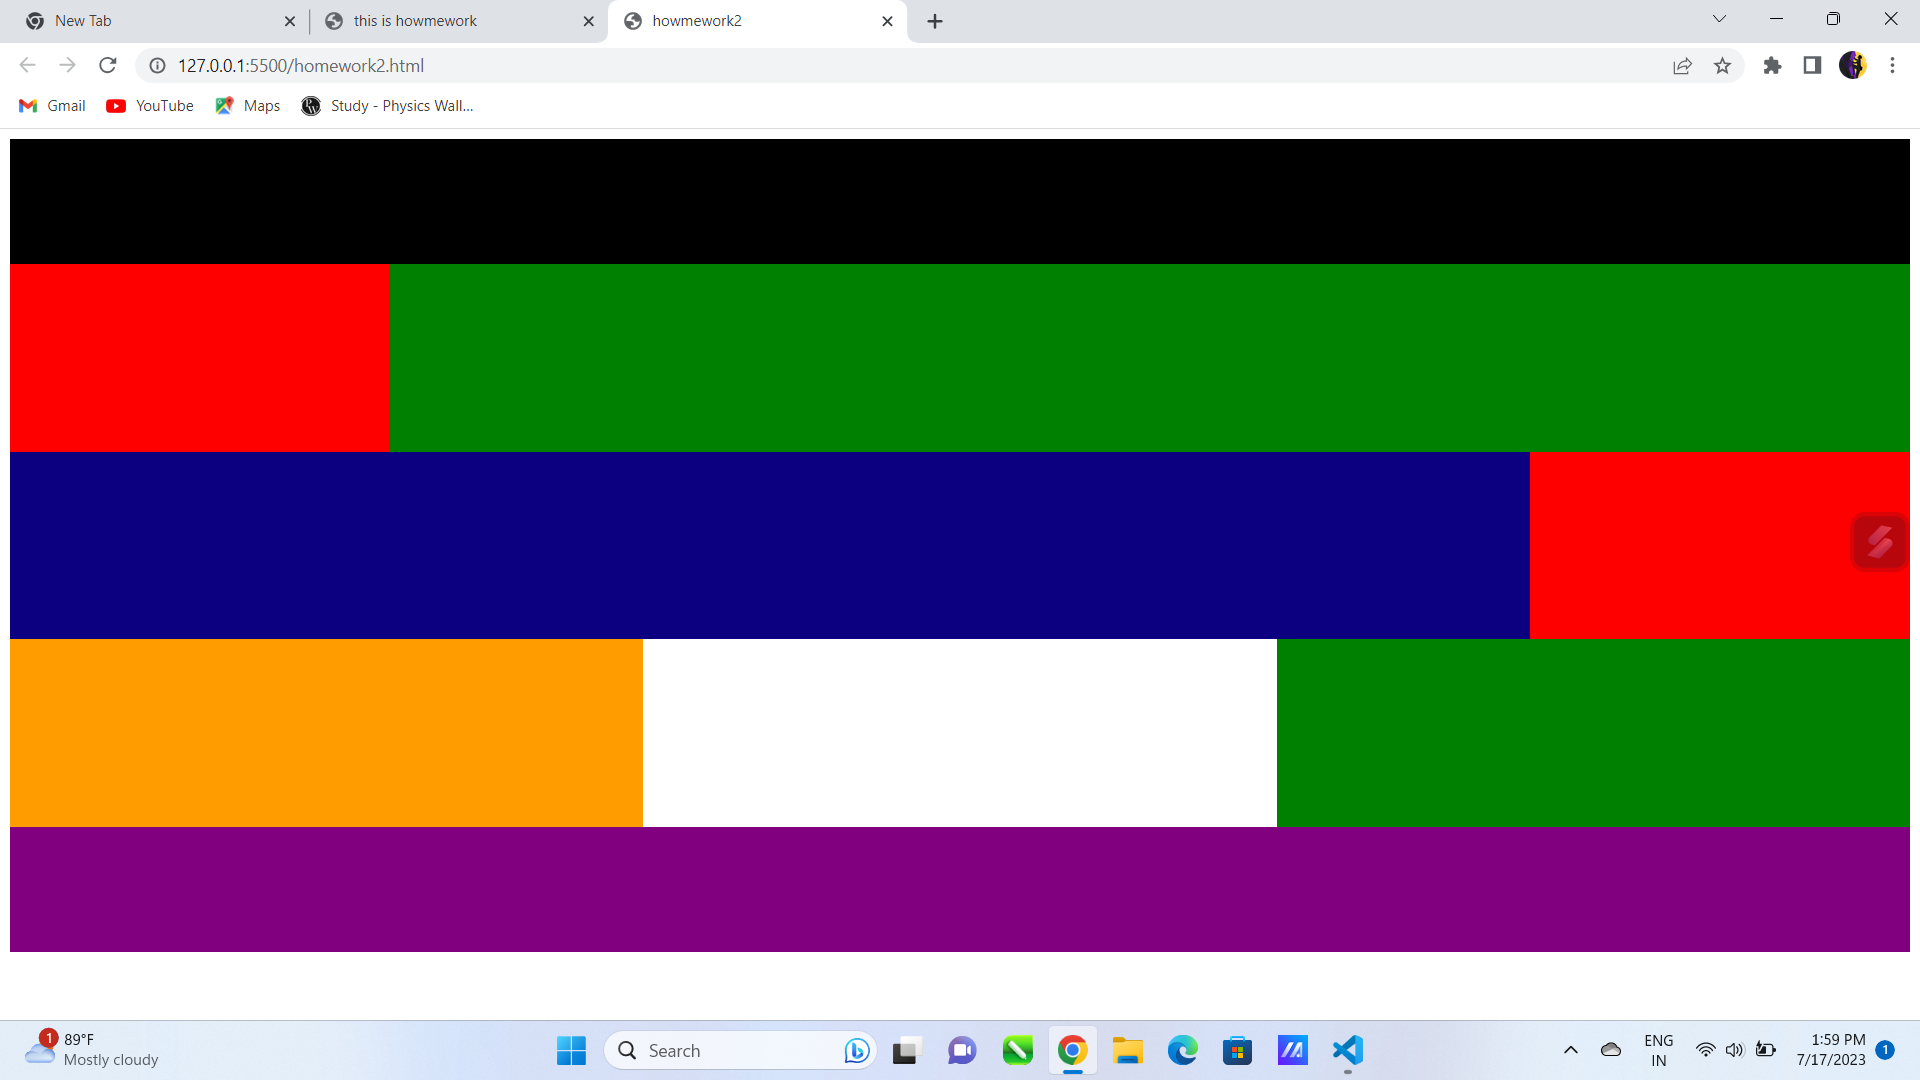 New Tab
this is howmework
howmework2
127.0.0.1:5500/homework2.html
Gmail
YouTube
Maps
Study - Physics Wall...
1
89°F
Mostly cloudy
Search
ENG
IN
1:59 PM
7/17/2023
1